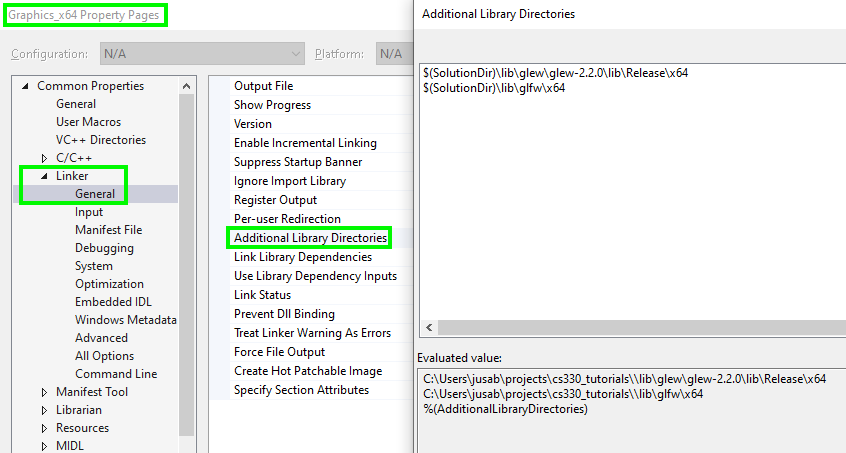 Graphics_x64 Property Pages
Configuration: N/A Platform: N/A
Common Properties
General
User Macros
VC++ Directories
C/C++
Linker
General
Input
Manifest File
Debugging
System
Optimization
Embedded IDL
Windows Metadata
Advanced
All Options
Command Line
Manifest Tool
Librarian
Resources
MIDL
Output File
Show Progress
Version
Enable Incremental Linking
Suppress Startup Banner
Ignore Import Library
Register Output
Per-user Redirection
Additional Library Directories
Link Library Dependencies
Use Library Dependency Inputs
Link Status
Prevent Dll Binding
Treat Linker Warning As Errors
Force File Output
Create Hot Patchable Image
Specify Section Attributes
Additional Library Directories
$(SolutionDir)\lib\glew\glew-2.2.0\lib\Release\x64
$(SolutionDir)\lib\glfw\x64
Evaluated value:
C:\Users\jusab\projects\cs330_tutorials\\lib\glew\glew-2.2.0\lib\Release\x64
C:\Users\jusab\projects\cs330_tutorials\\lib\glfw\x64
%(AdditionalLibraryDirectories)